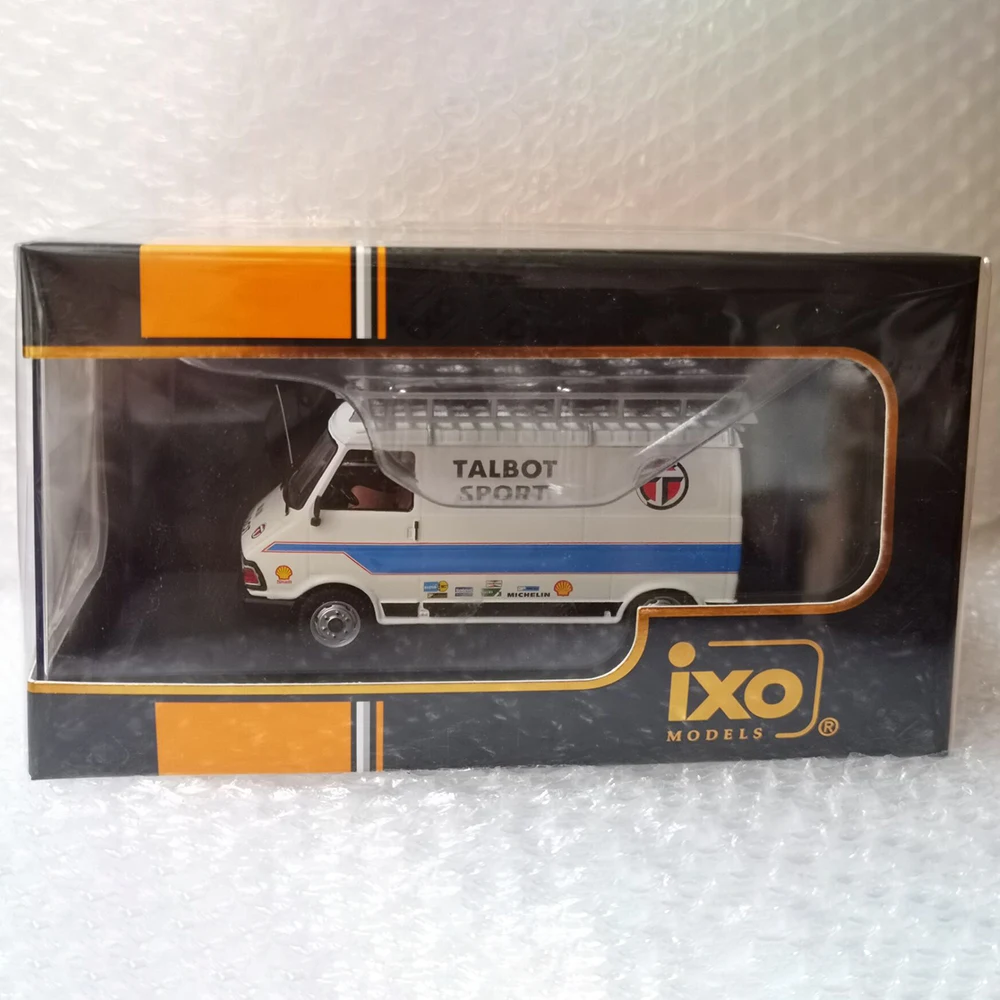 TALBOT
SPORT
MICHELIN
ixo
MODELS
®